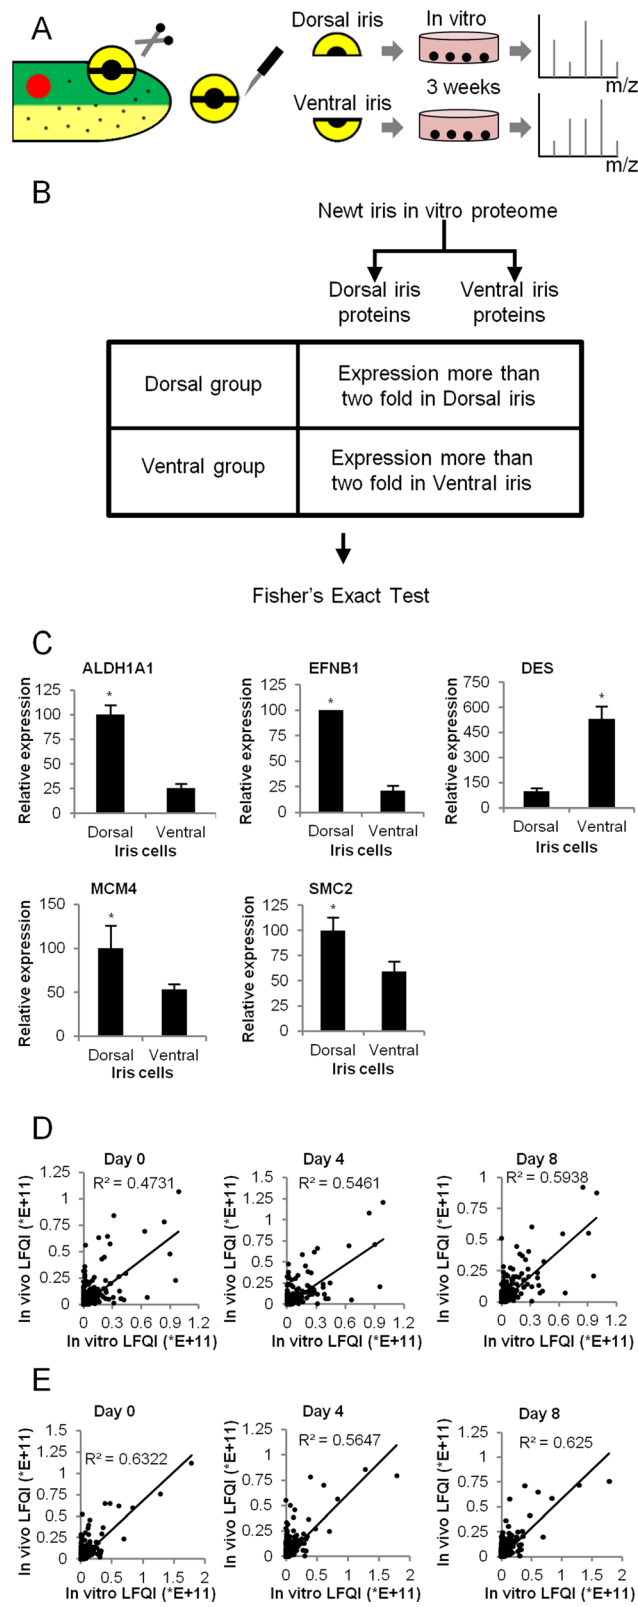 A
Dorsal iris
In vitro
m/z
Ventral iris
3 weeks
m/z
B
Newt iris in vitro proteome
Dorsal iris
proteins
Ventral iris
proteins
Dorsal group
Expression more than
two fold in Dorsal iris
Ventral group
Expression more than
two fold in Ventral iris
Fisher's Exact Test
C
ALDH1A1
Relative expression
125
100
75
50
25
0
*
Dorsal
Ventral
Iris cells
EFNB1
Relative expression
125
100
75
50
25
0
*
Dorsal
Ventral
Iris cells
DES
Relative expression
750
600
450
300
150
0
*
Dorsal
Ventral
Iris cells
MCM4
Relative expression
150
100
50
0
*
Dorsal
Ventral
Iris cells
SMC2
Relative expression
125
100
75
50
25
0
*
Dorsal
Ventral
Iris cells
D
Day 0
R² = 0.4731
In vivo LFQI (*E+11)
1.25
1
0.75
0.5
0.25
0
0 0.3 0.6 0.9 1.2
In vitro LFQI (*E+11)
Day 4
R² = 0.5461
In vivo LFQI (*E+11)
1.5
1.25
1
0.75
0.5
0.25
0
0 0.3 0.6 0.9 1.2
In vitro LFQI (*E+11)
Day 8
R² = 0.5938
In vivo LFQI (*E+11)
1
0.75
0.5
0.25
0
0 0.3 0.6 0.9 1.2
In vitro LFQI (*E+11)
E
Day 0
R² = 0.6322
In vivo LFQI (*E+11)
1.5
1.25
1
0.75
0.5
0.25
0
0 0.5 1 1.5 2
In vitro LFQI (*E+11)
Day 4
R² = 0.5647
In vivo LFQI (*E+11)
1.25
1
0.75
0.5
0.25
0
0 0.5 1 1.5 2
In vitro LFQI (*E+11)
Day 8
R² = 0.625
In vivo LFQI (*E+11)
1.25
1
0.75
0.5
0.25
0
0 0.5 1 1.5 2
In vitro LFQI (*E+11)